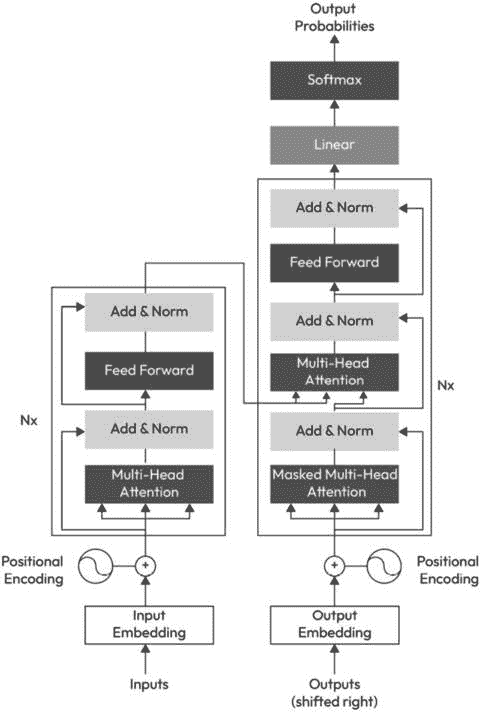 Output
Probabilities
Softmax
Linear
Add & Norm
Feed Forward
Add & Norm
Multi-Head
Attention
Nx
Add & Norm
Masked Multi-Head
Attention
Positional
Encoding
Output
Embedding
Outputs
(shifted right)
Add & Norm
Feed Forward
Nx
Add & Norm
Multi-Head
Attention
Positional
Encoding
Input
Embedding
Inputs